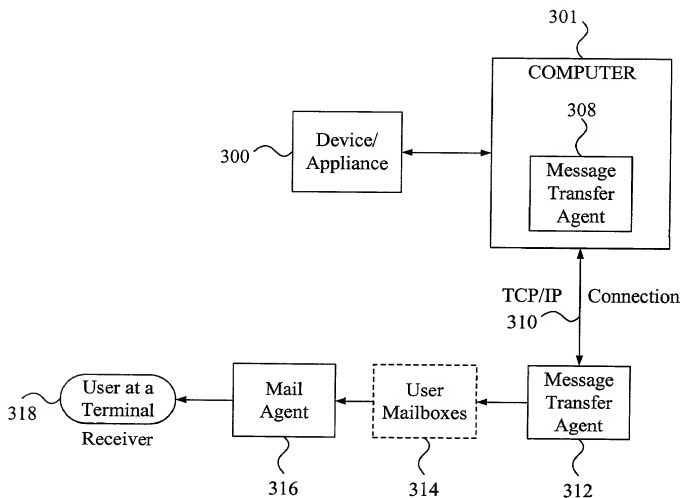 301
COMPUTER
308
Message
Transfer
Agent
300
Device/
Appliance
TCP/IP Connection
310
318
User at a
Terminal
Receiver
Mail
Agent
316
User
Mailboxes
314
Message
Transfer
Agent
312